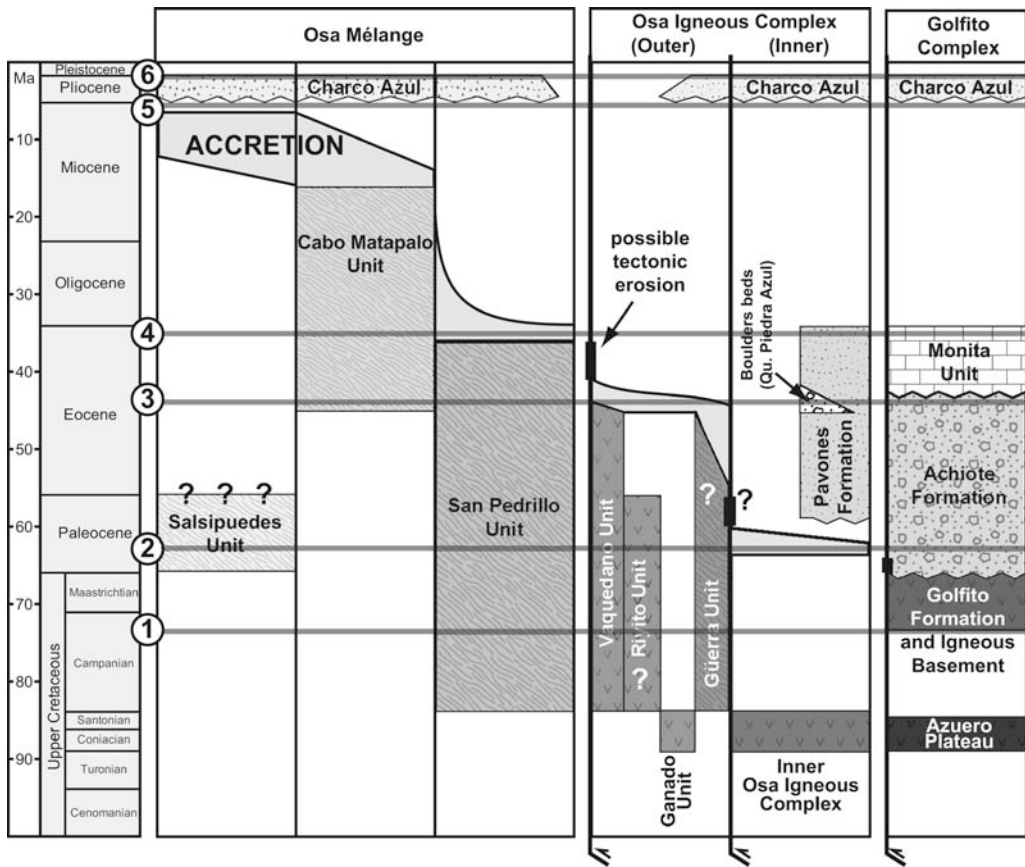 Osa Mélange
Osa Igneous Complex
(Outer)
(Inner)
Golfito
Complex
Ma
Pleistocene
Pliocene
Miocene
Oligocene
Eocene
Paleocene
Upper Cretaceous
Maastrichtian
Campanian
Santonian
Coniacian
Turonian
Cenomanian
10
20
30
40
50
60
70
80
90
6
5
4
3
2
1
Charco Azul
Charco Azul
Charco Azul
ACCRETION
Cabo Matapalo
Unit
? ? ?
Salsipuedes
Unit
San Pedrillo
Unit
possible
tectonic
erosion
Vaquedano Unit
Riyito Unit
?
Ganado
Unit
?
Güerra Unit
?
Boulders beds
(Qu. Piedra Azul)
Pavones
Formation
Inner
Osa Igneous
Complex
Monita
Unit
Achiote
Formation
Golfito
Formation
and Igneous
Basement
Azuero
Plateau